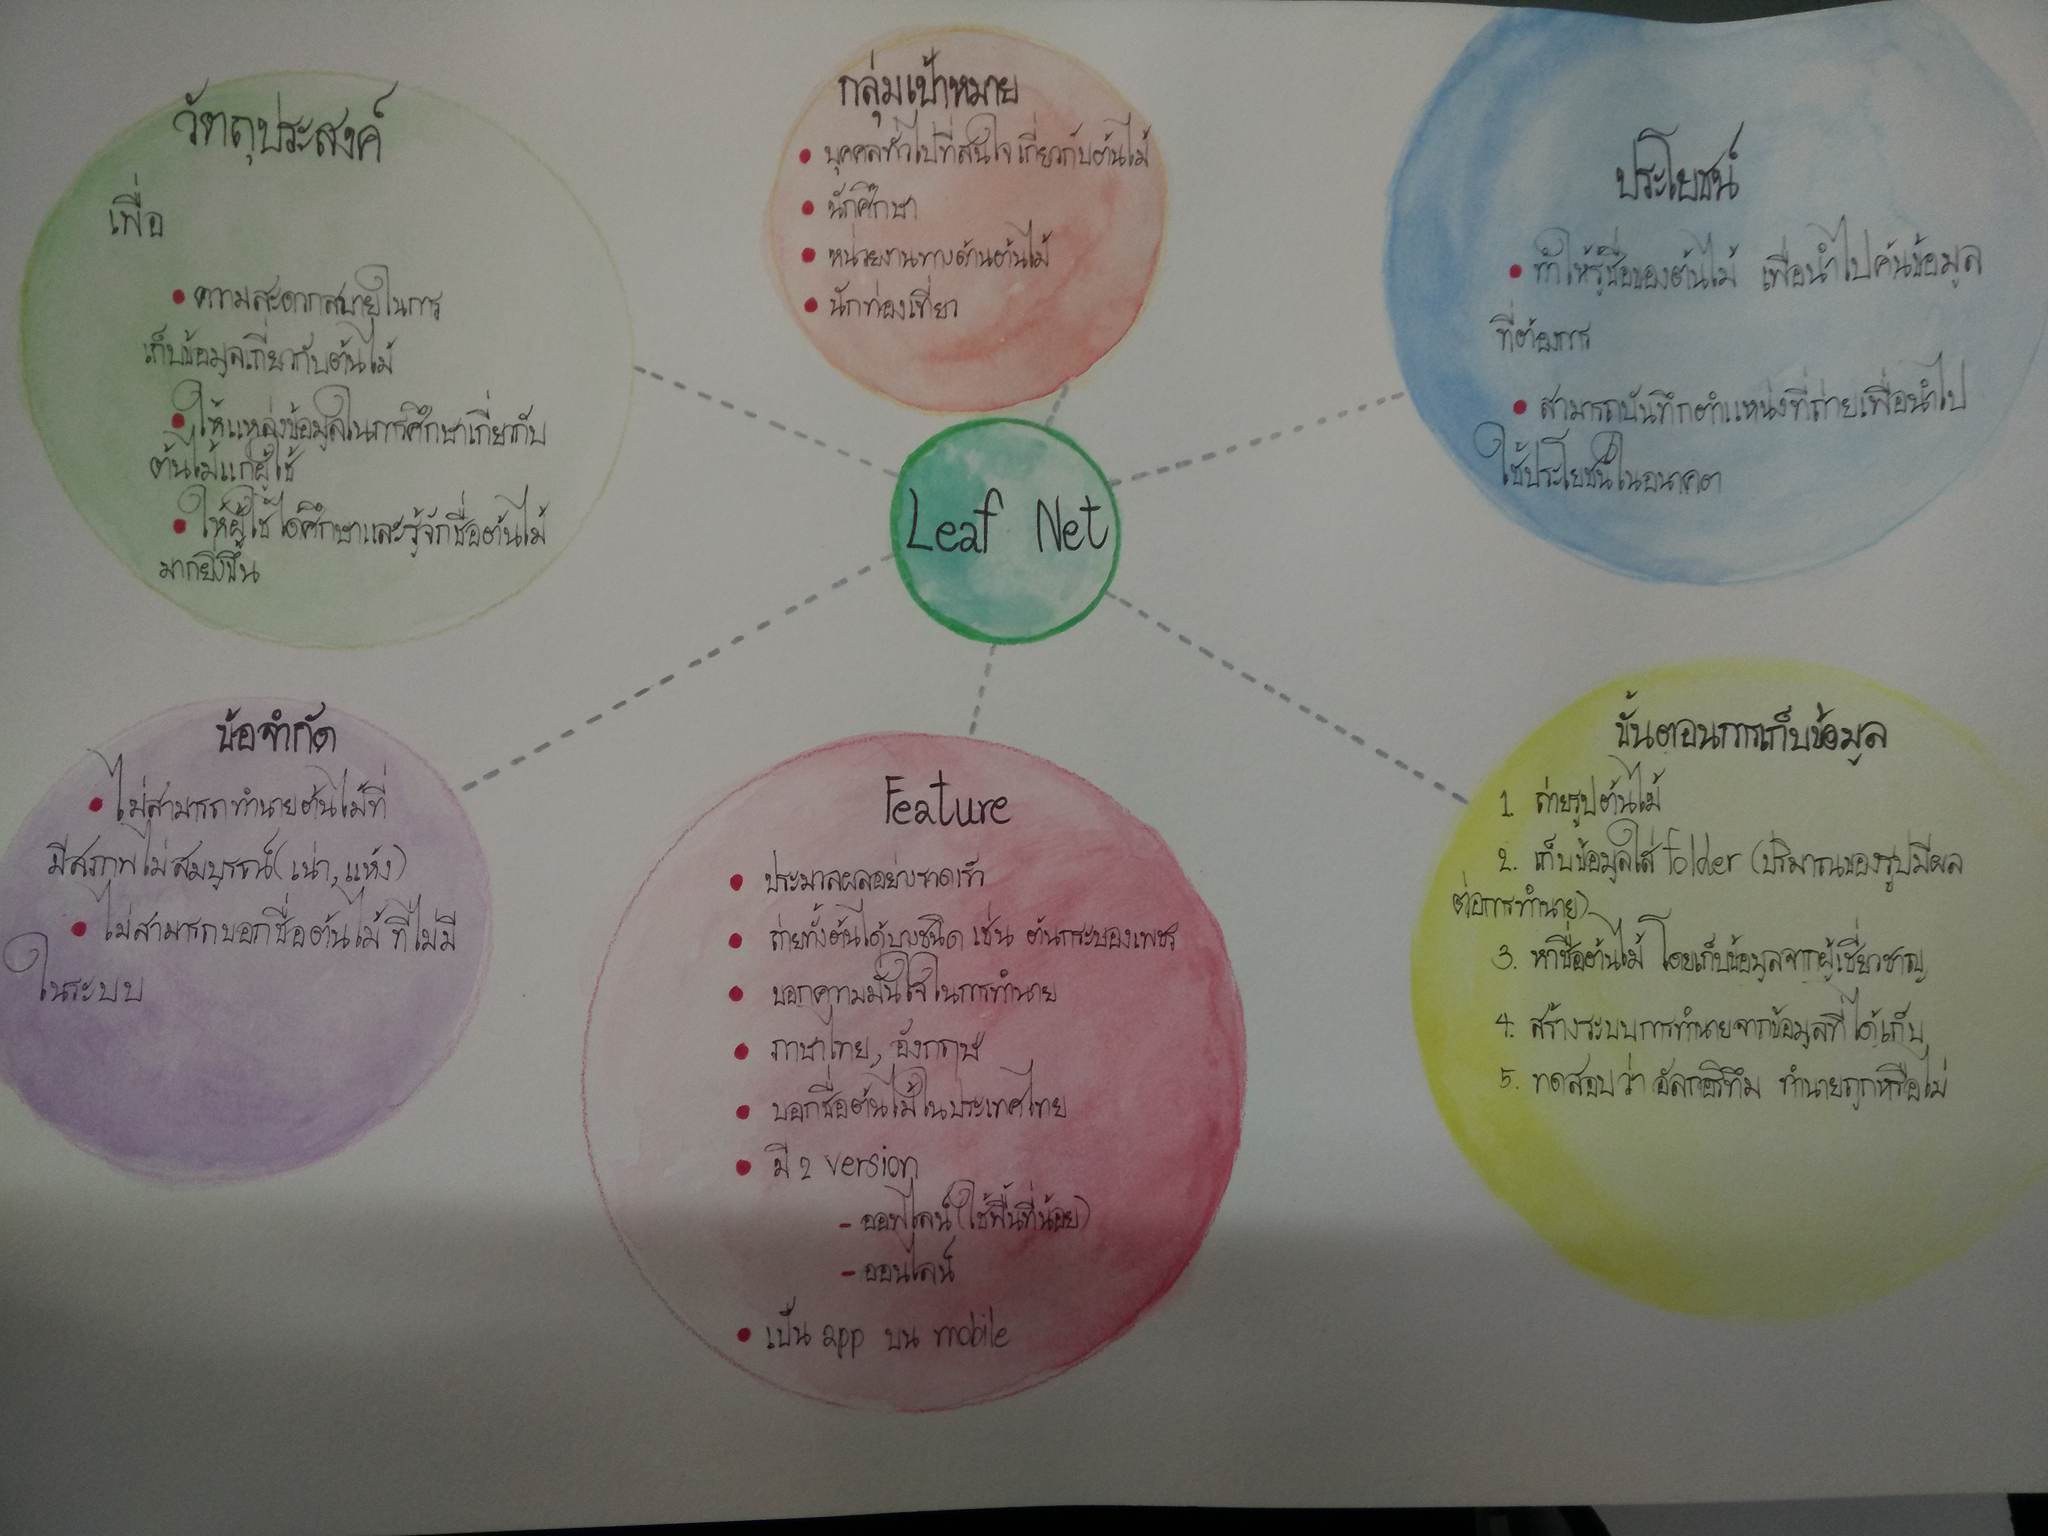 วัตถุประสงค์
เพื่อ
• ความสะดวกสบายในการ
เก็บข้อมูลเกี่ยวกับต้นไม้
• ให้แหล่งข้อมูลในการศึกษาเกี่ยวกับ
ต้นไม้แก่ผู้ใช้
• ให้ผู้ใช้ได้ศึกษาและรู้จักชื่อต้นไม้
มากยิ่งขึ้น
กลุ่มเป้าหมาย
• บุคคลทั่วไปที่สนใจเกี่ยวกับต้นไม้
• นักศึกษา
• หน่วยงานทางด้านต้นไม้
• นักท่องเที่ยว
ประโยชน์
• ทำให้รู้ชื่อของต้นไม้ เพื่อนำไปค้นข้อมูล
ที่ต้องการ
• สามารถบันทึกตำแหน่งที่ถ่ายเพื่อนำไป
ใช้ประโยชน์ในอนาคต
Leaf Net
ข้อจำกัด
• ไม่สามารถทำนายต้นไม้ที่
มีสภาพไม่สมบูรณ์(เน่า,แห้ง)
• ไม่สามารถบอกชื่อต้นไม้ที่ไม่มี
ในระบบ
Feature
• ประมาลผลอย่างรวดเร็ว
• ถ่ายทั้งต้นได้บางชนิด เช่น ต้นกระบองเพชร
• บอกความมั่นใจในการทำนาย
• ภาษาไทย, อังกฤษ
• บอกชื่อต้นไม้ในประเทศไทย
• มี 2 version
- ออฟไลน์(ใช้พื้นที่น้อย)
- ออนไลน์
• เป็น app บน mobile
ขั้นตอนการเก็บข้อมูล
1. ถ่ายรูปต้นไม้
2. เก็บข้อมูลใส่ folder (ปริมาณของรูปมีผล
ต่อการทำนาย)
3. หาชื่อต้นไม้ โดยเก็บข้อมูลจากผู้เชี่ยวชาญ
4. สร้างระบบการทำนายจากข้อมูลที่ได้เก็บ
5. ทดสอบว่าอัลกอริทึม ทำนายถูกหรือไม่